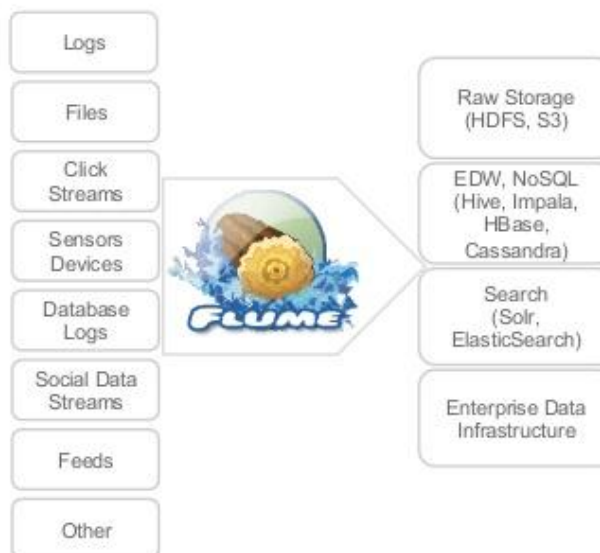 Logs
Files
Click
Streams
Sensors
Devices
Database
Logs
Social Data
Streams
Feeds
Other
FLUME
Raw Storage
(HDFS, S3)
EDW, NoSQL
(Hive, Impala,
HBase,
Cassandra)
Search
(Solr,
ElasticSearch)
Enterprise Data
Infrastructure